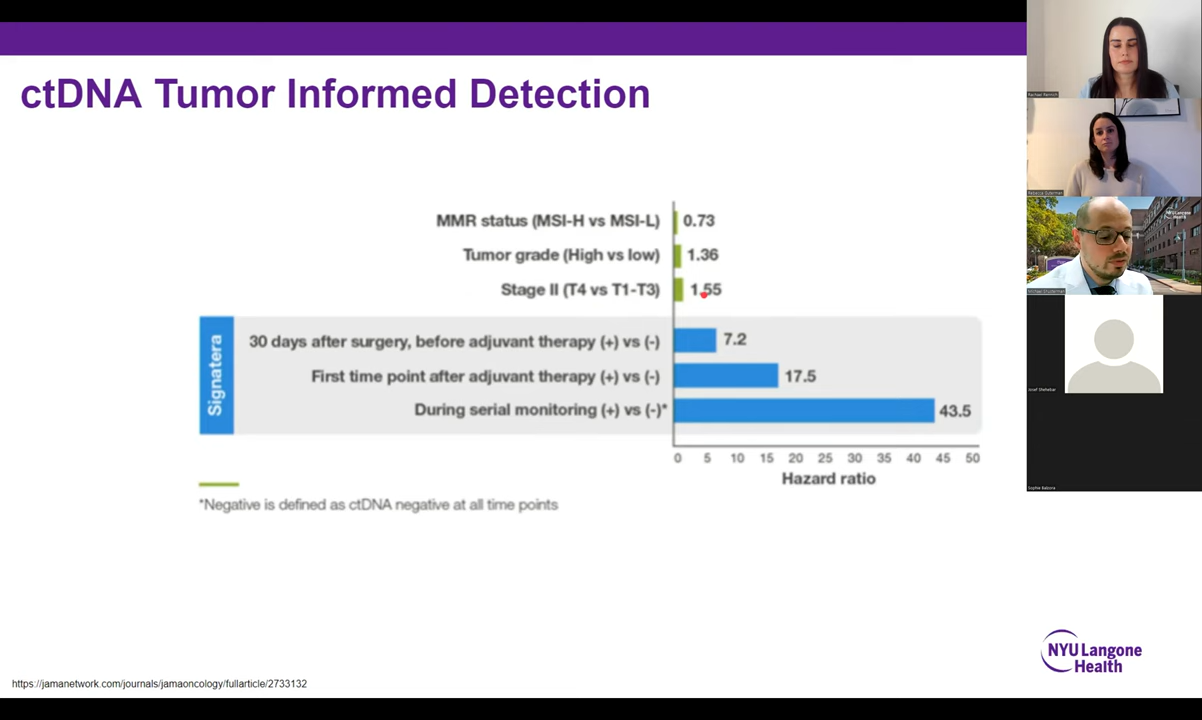 ctDNA Tumor Informed Detection
MMR status (MSI-H vs MSI-L) 0.73
Tumor grade (High vs low) 1.36
Stage II (T4 vs T1-T3) 1.55
Signatera
30 days after surgery, before adjuvant therapy (+) vs (-) 7.2
First time point after adjuvant therapy (+) vs (-) 17.5
During serial monitoring (+) vs (-)* 43.5
0 5 10 15 20 25 30 35 40 45 50
Hazard ratio
*Negative is defined as ctDNA negative at all time points
https://jamanetwork.com/journals/jamaoncology/fullarticle/2733132
NYU Langone
Health
NYU Langone
Health